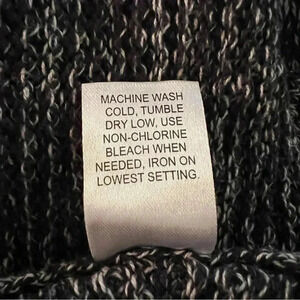 MACHINE WASH
COLD, TUMBLE
DRY LOW, USE
NON-CHLORINE
BLEACH WHEN
NEEDED, IRON ON
LOWEST SETTING.